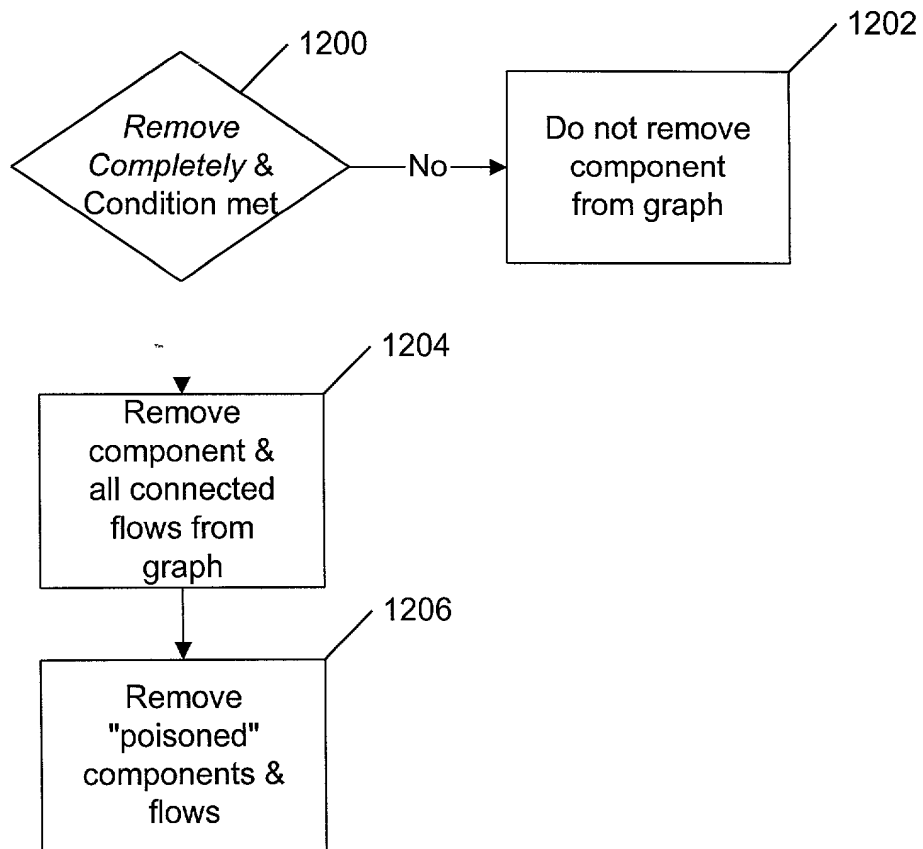 1200
Remove
Completely &
Condition met
No
1202
Do not remove
component
from graph
1204
Remove
component &
all connected
flows from
graph
1206
Remove
"poisoned"
components &
flows